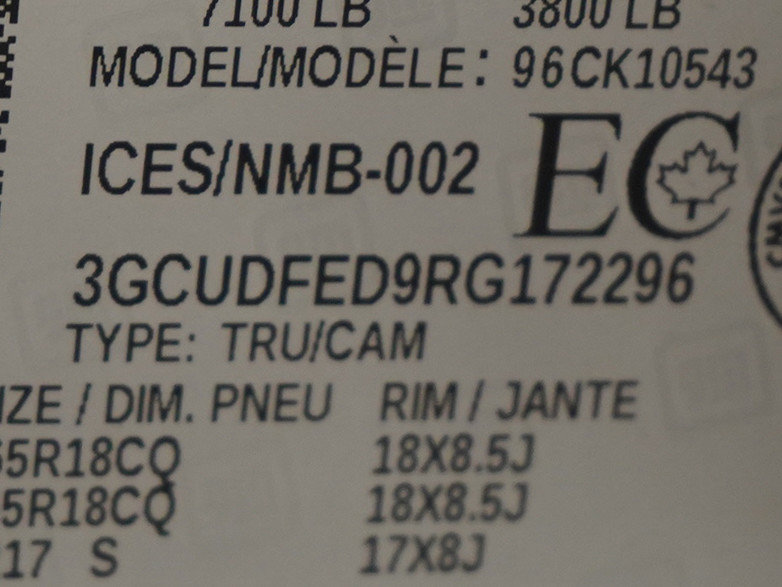 7100 LB 3800 LB
MODEL/MODÈLE: 96CK10543
ICES/NMB-002 EC
3GCUDFED9RG172296
TYPE: TRU/CAM
IZE / DIM. PNEU RIM / JANTE
5R18CQ 18X8.5J
5R18CQ 18X8.5J
17 S 17X8J